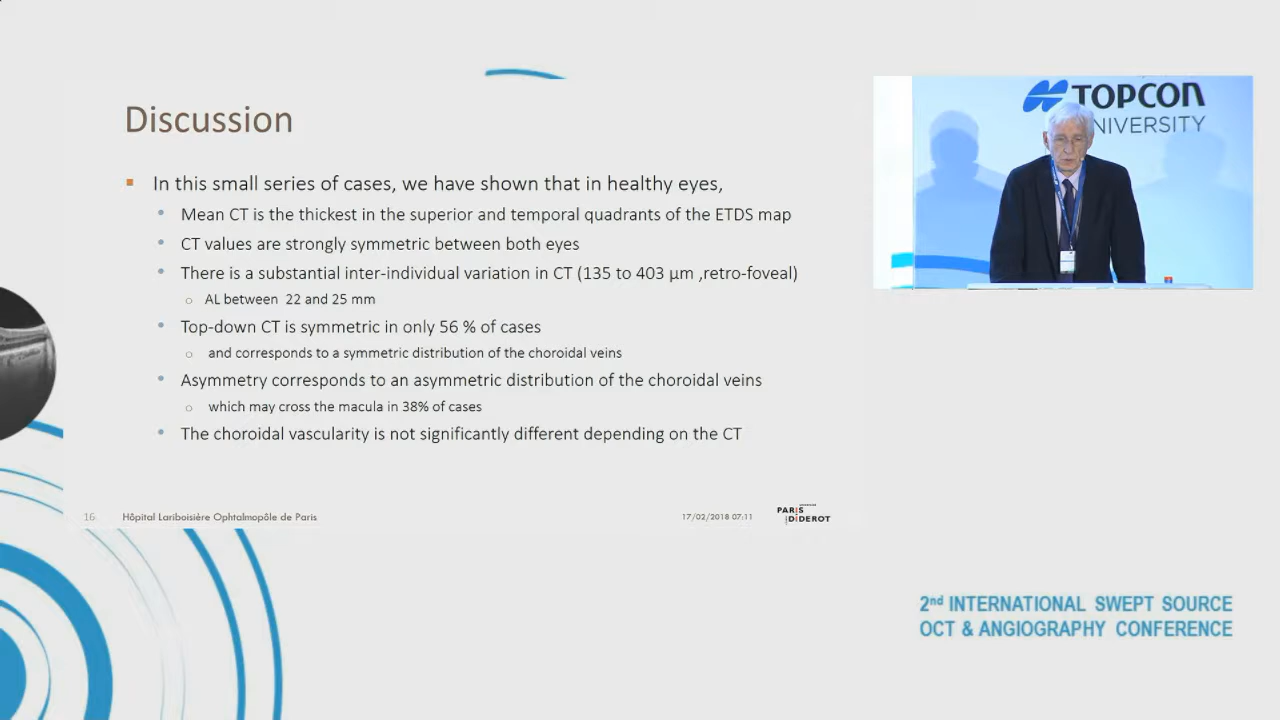 Discussion
In this small series of cases, we have shown that in healthy eyes,
Mean CT is the thickest in the superior and temporal quadrants of the ETDS map
CT values are strongly symmetric between both eyes
There is a substantial inter-individual variation in CT (135 to 403 µm ,retro-foveal)
AL between 22 and 25 mm
Top-down CT is symmetric in only 56 % of cases
and corresponds to a symmetric distribution of the choroidal veins
Asymmetry corresponds to an asymmetric distribution of the choroidal veins
which may cross the macula in 38% of cases
The choroidal vascularity is not significantly different depending on the CT
16
Hôpital Lariboisière Ophtalmopôle de Paris
17/02/2018 07:11
PARIS
DIDEROT
TOPCON
NIVERSITY
2nd INTERNATIONAL SWEPT SOURCE
OCT & ANGIOGRAPHY CONFERENCE